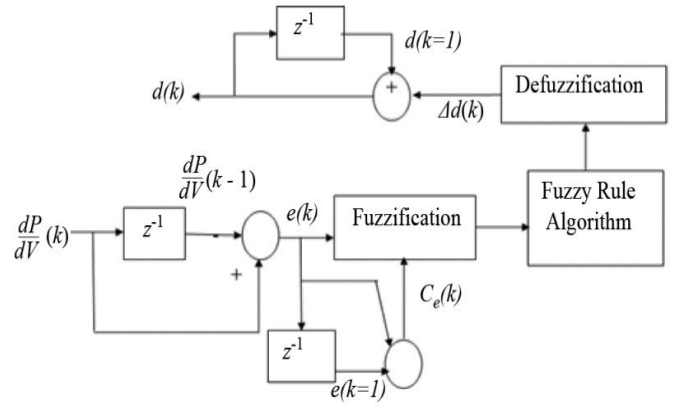 z-1
d(k=1)
d(k)
+
Δd(k)
Defuzzification
dP/dV (k-1)
dP/dV (k)
z-1
-
+
e(k)
Fuzzification
Fuzzy Rule
Algorithm
Ce(k)
z-1
e(k=1)